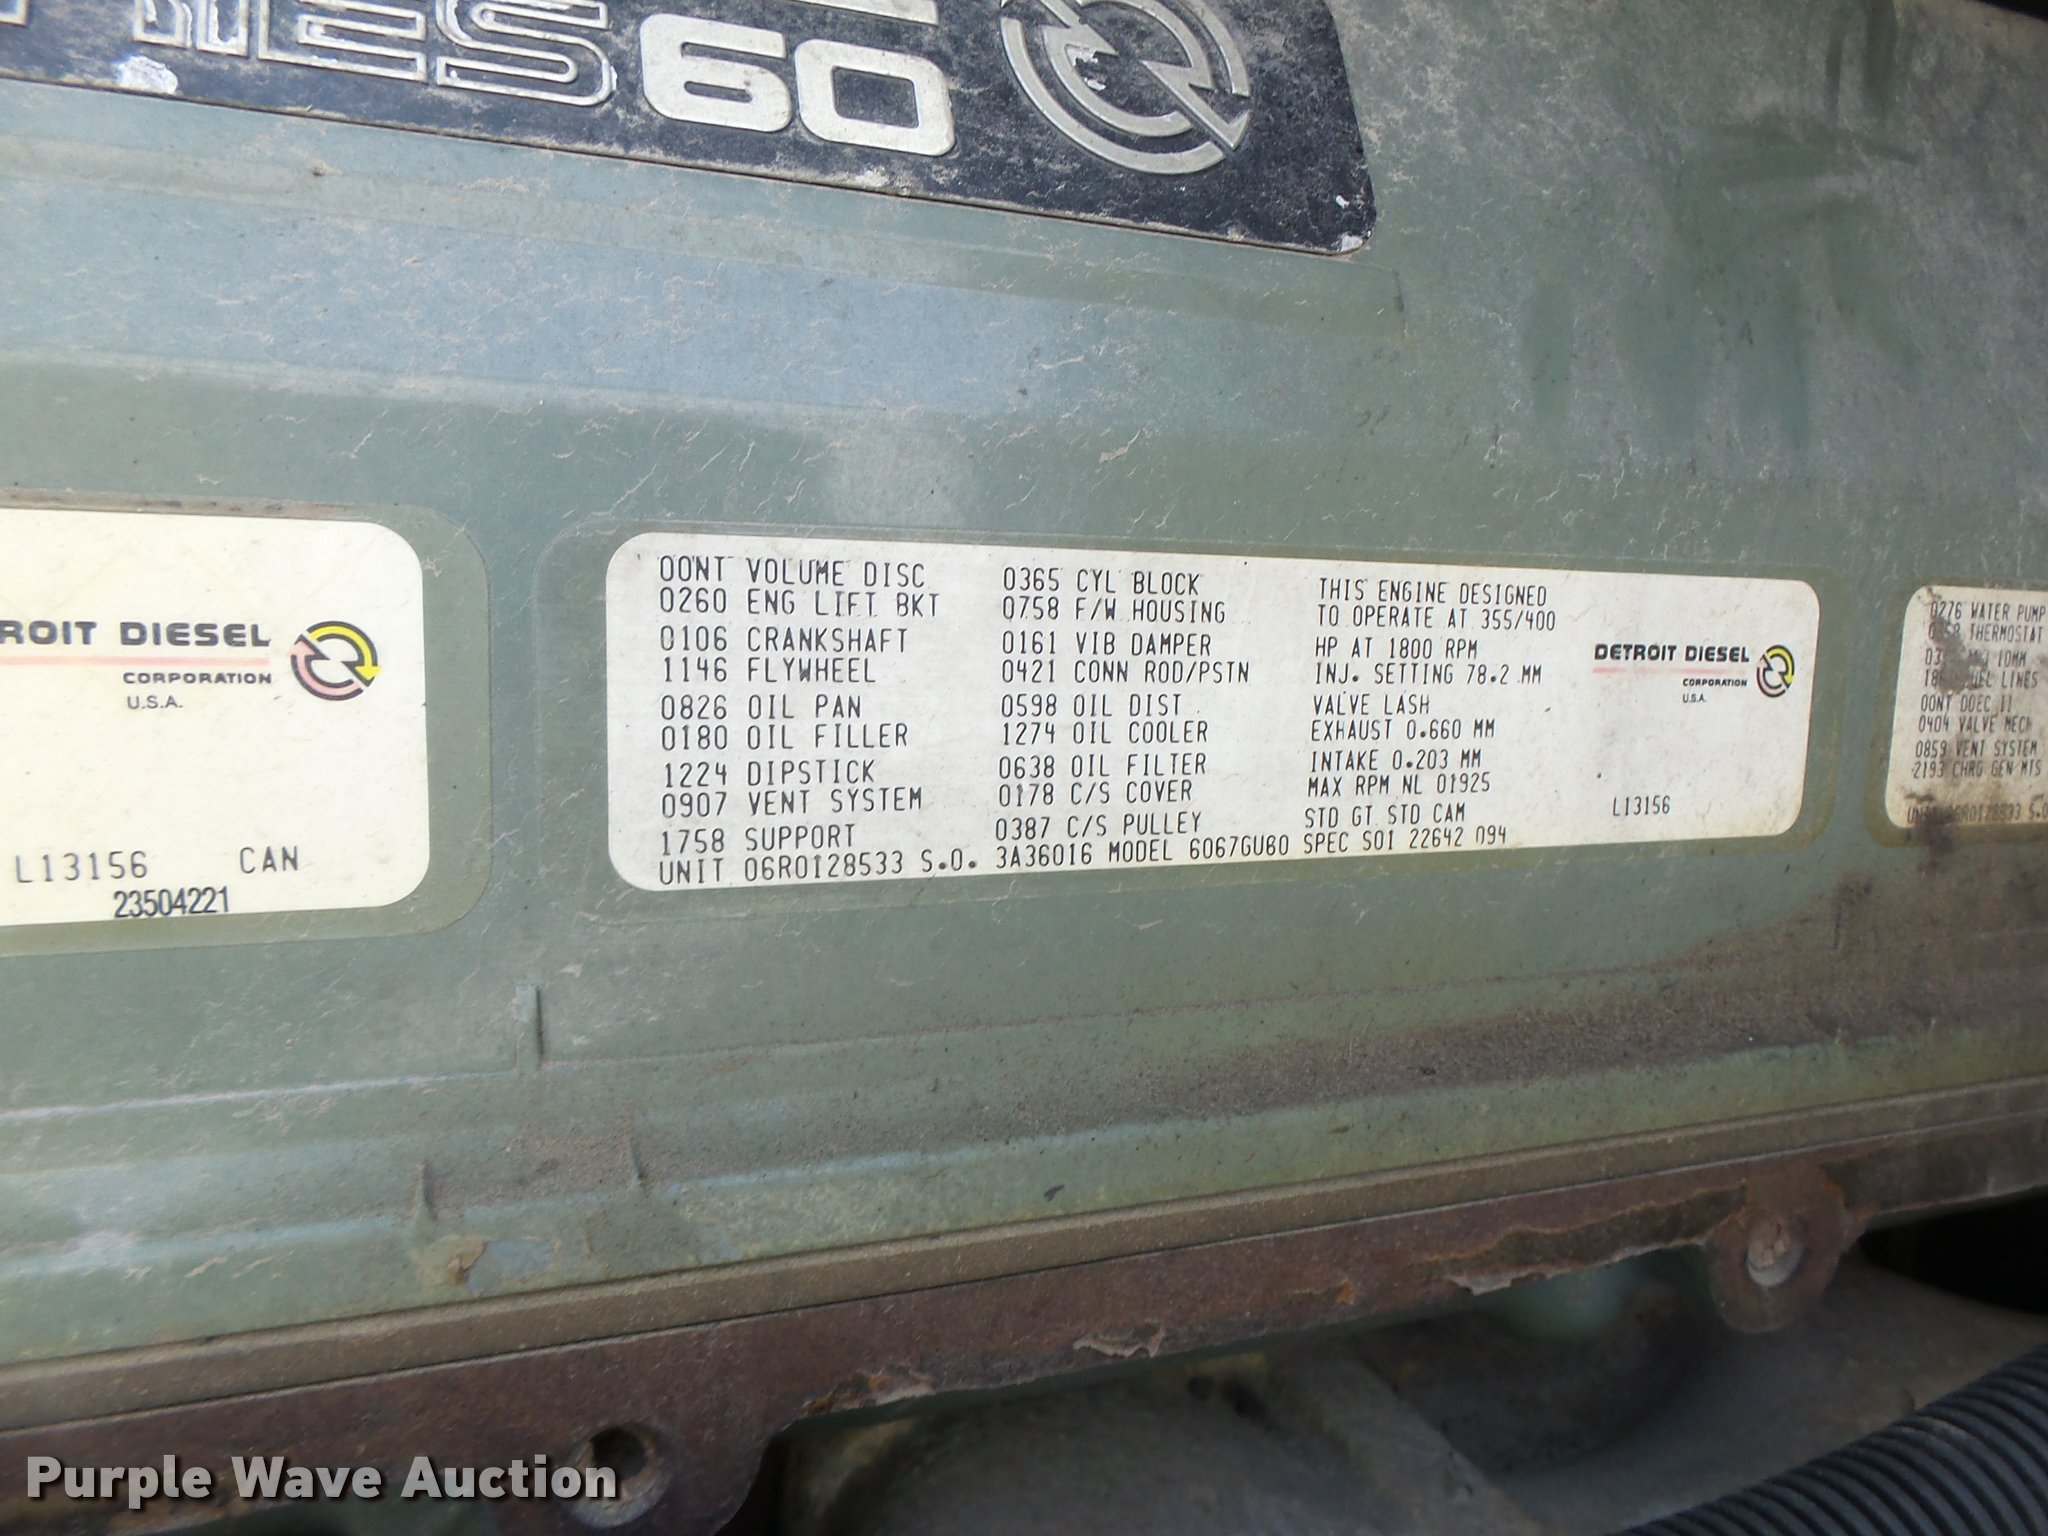 60
ROIT DIESEL
CORPORATION
U.S.A.
L13156 CAN
23504221
00NT VOLUME DISC 0365 CYL BLOCK THIS ENGINE DESIGNED
0260 ENG LIFT BKT 0758 F/W HOUSING TO OPERATE AT 355/400
0106 CRANKSHAFT 0161 VIB DAMPER HP AT 1800 RPM
1146 FLYWHEEL 0421 CONN ROD/PSTN INJ. SETTING 78.2 MM
0826 OIL PAN 0598 OIL DIST VALVE LASH
0180 OIL FILLER 1274 OIL COOLER EXHAUST 0.660 MM
1224 DIPSTICK 0638 OIL FILTER INTAKE 0.203 MM
0907 VENT SYSTEM 0178 C/S COVER MAX RPM NL 01925
1758 SUPPORT 0387 C/S PULLEY STD GT STD CAM
UNIT 06R0128533 S.O. 3A36016 MODEL 6067GU60 SPEC S01 22642 094
DETROIT DIESEL
CORPORATION
U.S.A.
L13156
0276 WATER PUMP
THERMOSTAT
10MM
LINES
00NT DDEC II
0404 VALVE MECH
0859 VENT SYSTEM
2193 CHRG GEN MTS
06R0128533 S.O
Purple Wave Auction